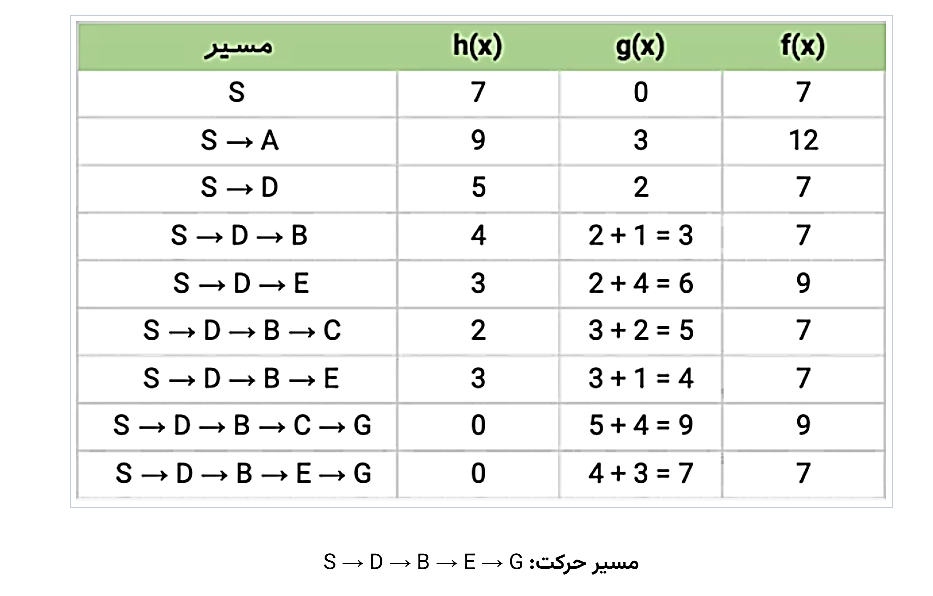 مسیر h(x) g(x) f(x)
S 7 0 7
S → A 9 3 12
S → D 5 2 7
S → D → B 4 2 + 1 = 3 7
S → D → E 3 2 + 4 = 6 9
S → D → B → C 2 3 + 2 = 5 7
S → D → B → E 3 3 + 1 = 4 7
S → D → B → C → G 0 5 + 4 = 9 9
S → D → B → E → G 0 4 + 3 = 7 7
مسیر حرکت: S → D → B → E → G